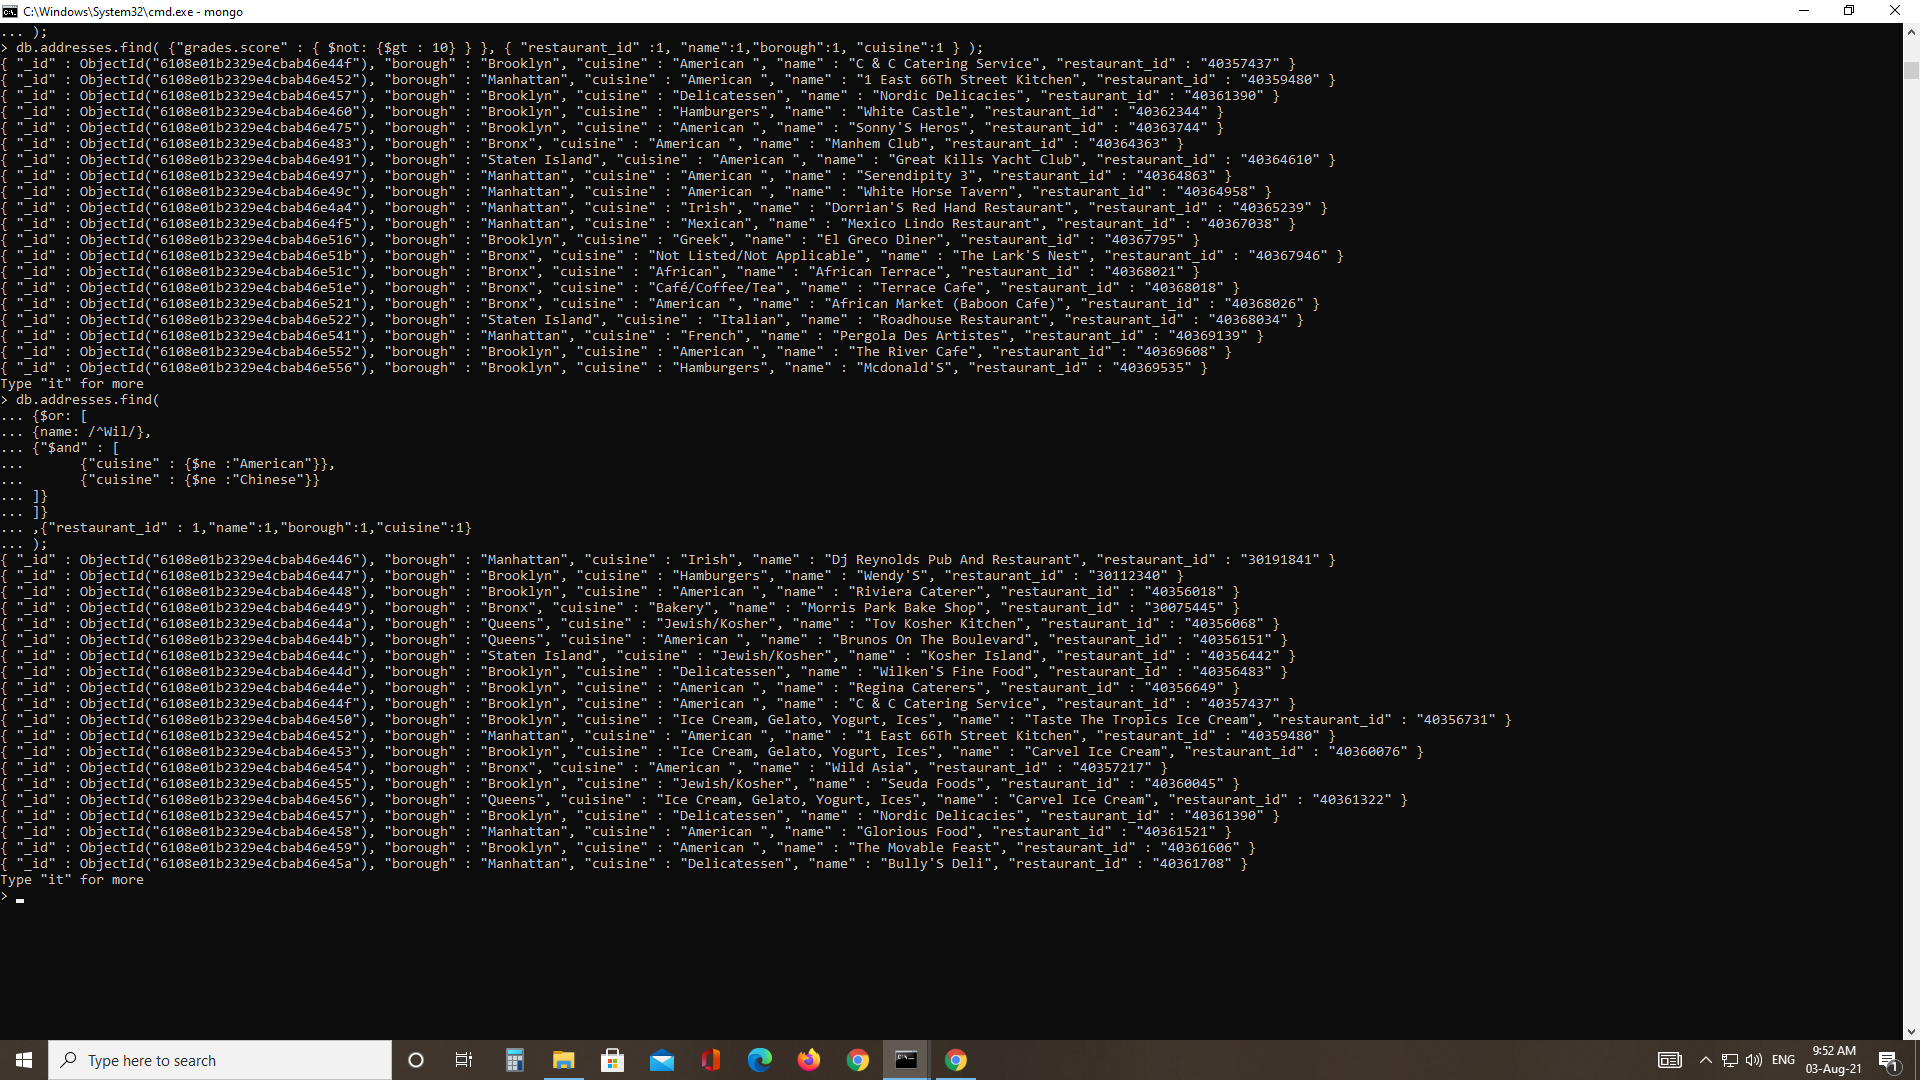 C:\Windows\System32\cmd.exe - mongo
... );
> db.addresses.find( {"grades.score" : { $not: {$gt : 10} } }, { "restaurant_id" :1, "name":1,"borough":1, "cuisine":1 } );
{ "_id" : ObjectId("6108e01b2329e4cbab46e44f"), "borough" : "Brooklyn", "cuisine" : "American ", "name" : "C & C Catering Service", "restaurant_id" : "40357437" }
{ "_id" : ObjectId("6108e01b2329e4cbab46e452"), "borough" : "Manhattan", "cuisine" : "American ", "name" : "1 East 66Th Street Kitchen", "restaurant_id" : "40359480" }
{ "_id" : ObjectId("6108e01b2329e4cbab46e457"), "borough" : "Brooklyn", "cuisine" : "Delicatessen", "name" : "Nordic Delicacies", "restaurant_id" : "40361390" }
{ "_id" : ObjectId("6108e01b2329e4cbab46e460"), "borough" : "Brooklyn", "cuisine" : "Hamburgers", "name" : "White Castle", "restaurant_id" : "40362344" }
{ "_id" : ObjectId("6108e01b2329e4cbab46e475"), "borough" : "Brooklyn", "cuisine" : "American ", "name" : "Sonny'S Heros", "restaurant_id" : "40363744" }
{ "_id" : ObjectId("6108e01b2329e4cbab46e483"), "borough" : "Bronx", "cuisine" : "American ", "name" : "Manhem Club", "restaurant_id" : "40364363" }
{ "_id" : ObjectId("6108e01b2329e4cbab46e491"), "borough" : "Staten Island", "cuisine" : "American ", "name" : "Great Kills Yacht Club", "restaurant_id" : "40364610" }
{ "_id" : ObjectId("6108e01b2329e4cbab46e497"), "borough" : "Manhattan", "cuisine" : "American ", "name" : "Serendipity 3", "restaurant_id" : "40364863" }
{ "_id" : ObjectId("6108e01b2329e4cbab46e49c"), "borough" : "Manhattan", "cuisine" : "American ", "name" : "White Horse Tavern", "restaurant_id" : "40364958" }
{ "_id" : ObjectId("6108e01b2329e4cbab46e4a4"), "borough" : "Manhattan", "cuisine" : "Irish", "name" : "Dorrian'S Red Hand Restaurant", "restaurant_id" : "40365239" }
{ "_id" : ObjectId("6108e01b2329e4cbab46e4f5"), "borough" : "Manhattan", "cuisine" : "Mexican", "name" : "Mexico Lindo Restaurant", "restaurant_id" : "40367038" }
{ "_id" : ObjectId("6108e01b2329e4cbab46e516"), "borough" : "Brooklyn", "cuisine" : "Greek", "name" : "El Greco Diner", "restaurant_id" : "40367795" }
{ "_id" : ObjectId("6108e01b2329e4cbab46e51b"), "borough" : "Bronx", "cuisine" : "Not Listed/Not Applicable", "name" : "The Lark'S Nest", "restaurant_id" : "40367946" }
{ "_id" : ObjectId("6108e01b2329e4cbab46e51c"), "borough" : "Bronx", "cuisine" : "African", "name" : "African Terrace", "restaurant_id" : "40368021" }
{ "_id" : ObjectId("6108e01b2329e4cbab46e51e"), "borough" : "Bronx", "cuisine" : "Café/Coffee/Tea", "name" : "Terrace Cafe", "restaurant_id" : "40368018" }
{ "_id" : ObjectId("6108e01b2329e4cbab46e521"), "borough" : "Bronx", "cuisine" : "American ", "name" : "African Market (Baboon Cafe)", "restaurant_id" : "40368026" }
{ "_id" : ObjectId("6108e01b2329e4cbab46e522"), "borough" : "Staten Island", "cuisine" : "Italian", "name" : "Roadhouse Restaurant", "restaurant_id" : "40368034" }
{ "_id" : ObjectId("6108e01b2329e4cbab46e541"), "borough" : "Manhattan", "cuisine" : "French", "name" : "Pergola Des Artistes", "restaurant_id" : "40369139" }
{ "_id" : ObjectId("6108e01b2329e4cbab46e552"), "borough" : "Brooklyn", "cuisine" : "American ", "name" : "The River Cafe", "restaurant_id" : "40369608" }
{ "_id" : ObjectId("6108e01b2329e4cbab46e556"), "borough" : "Brooklyn", "cuisine" : "Hamburgers", "name" : "Mcdonald'S", "restaurant_id" : "40369535" }
Type "it" for more
> db.addresses.find(
... {$or: [
... {name: /^Wil/},
... {"$and" : [
...       {"cuisine" : {$ne :"American"}},
...       {"cuisine" : {$ne :"Chinese"}}
... ]}
... ]}
... ,{"restaurant_id" : 1,"name":1,"borough":1,"cuisine":1}
... );
{ "_id" : ObjectId("6108e01b2329e4cbab46e446"), "borough" : "Manhattan", "cuisine" : "Irish", "name" : "Dj Reynolds Pub And Restaurant", "restaurant_id" : "30191841" }
{ "_id" : ObjectId("6108e01b2329e4cbab46e447"), "borough" : "Brooklyn", "cuisine" : "Hamburgers", "name" : "Wendy'S", "restaurant_id" : "30112340" }
{ "_id" : ObjectId("6108e01b2329e4cbab46e448"), "borough" : "Brooklyn", "cuisine" : "American ", "name" : "Riviera Caterer", "restaurant_id" : "40356018" }
{ "_id" : ObjectId("6108e01b2329e4cbab46e449"), "borough" : "Bronx", "cuisine" : "Bakery", "name" : "Morris Park Bake Shop", "restaurant_id" : "30075445" }
{ "_id" : ObjectId("6108e01b2329e4cbab46e44a"), "borough" : "Queens", "cuisine" : "Jewish/Kosher", "name" : "Tov Kosher Kitchen", "restaurant_id" : "40356068" }
{ "_id" : ObjectId("6108e01b2329e4cbab46e44b"), "borough" : "Queens", "cuisine" : "American ", "name" : "Brunos On The Boulevard", "restaurant_id" : "40356151" }
{ "_id" : ObjectId("6108e01b2329e4cbab46e44c"), "borough" : "Staten Island", "cuisine" : "Jewish/Kosher", "name" : "Kosher Island", "restaurant_id" : "40356442" }
{ "_id" : ObjectId("6108e01b2329e4cbab46e44d"), "borough" : "Brooklyn", "cuisine" : "Delicatessen", "name" : "Wilken'S Fine Food", "restaurant_id" : "40356483" }
{ "_id" : ObjectId("6108e01b2329e4cbab46e44e"), "borough" : "Brooklyn", "cuisine" : "American ", "name" : "Regina Caterers", "restaurant_id" : "40356649" }
{ "_id" : ObjectId("6108e01b2329e4cbab46e44f"), "borough" : "Brooklyn", "cuisine" : "American ", "name" : "C & C Catering Service", "restaurant_id" : "40357437" }
{ "_id" : ObjectId("6108e01b2329e4cbab46e450"), "borough" : "Brooklyn", "cuisine" : "Ice Cream, Gelato, Yogurt, Ices", "name" : "Taste The Tropics Ice Cream", "restaurant_id" : "40356731" }
{ "_id" : ObjectId("6108e01b2329e4cbab46e452"), "borough" : "Manhattan", "cuisine" : "American ", "name" : "1 East 66Th Street Kitchen", "restaurant_id" : "40359480" }
{ "_id" : ObjectId("6108e01b2329e4cbab46e453"), "borough" : "Brooklyn", "cuisine" : "Ice Cream, Gelato, Yogurt, Ices", "name" : "Carvel Ice Cream", "restaurant_id" : "40360076" }
{ "_id" : ObjectId("6108e01b2329e4cbab46e454"), "borough" : "Bronx", "cuisine" : "American ", "name" : "Wild Asia", "restaurant_id" : "40357217" }
{ "_id" : ObjectId("6108e01b2329e4cbab46e455"), "borough" : "Brooklyn", "cuisine" : "Jewish/Kosher", "name" : "Seuda Foods", "restaurant_id" : "40360045" }
{ "_id" : ObjectId("6108e01b2329e4cbab46e456"), "borough" : "Queens", "cuisine" : "Ice Cream, Gelato, Yogurt, Ices", "name" : "Carvel Ice Cream", "restaurant_id" : "40361322" }
{ "_id" : ObjectId("6108e01b2329e4cbab46e457"), "borough" : "Brooklyn", "cuisine" : "Delicatessen", "name" : "Nordic Delicacies", "restaurant_id" : "40361390" }
{ "_id" : ObjectId("6108e01b2329e4cbab46e458"), "borough" : "Manhattan", "cuisine" : "American ", "name" : "Glorious Food", "restaurant_id" : "40361521" }
{ "_id" : ObjectId("6108e01b2329e4cbab46e459"), "borough" : "Brooklyn", "cuisine" : "American ", "name" : "The Movable Feast", "restaurant_id" : "40361606" }
{ "_id" : ObjectId("6108e01b2329e4cbab46e45a"), "borough" : "Manhattan", "cuisine" : "Delicatessen", "name" : "Bully'S Deli", "restaurant_id" : "40361708" }
Type "it" for more
>
Type here to search
ENG
9:52 AM
03-Aug-21
1